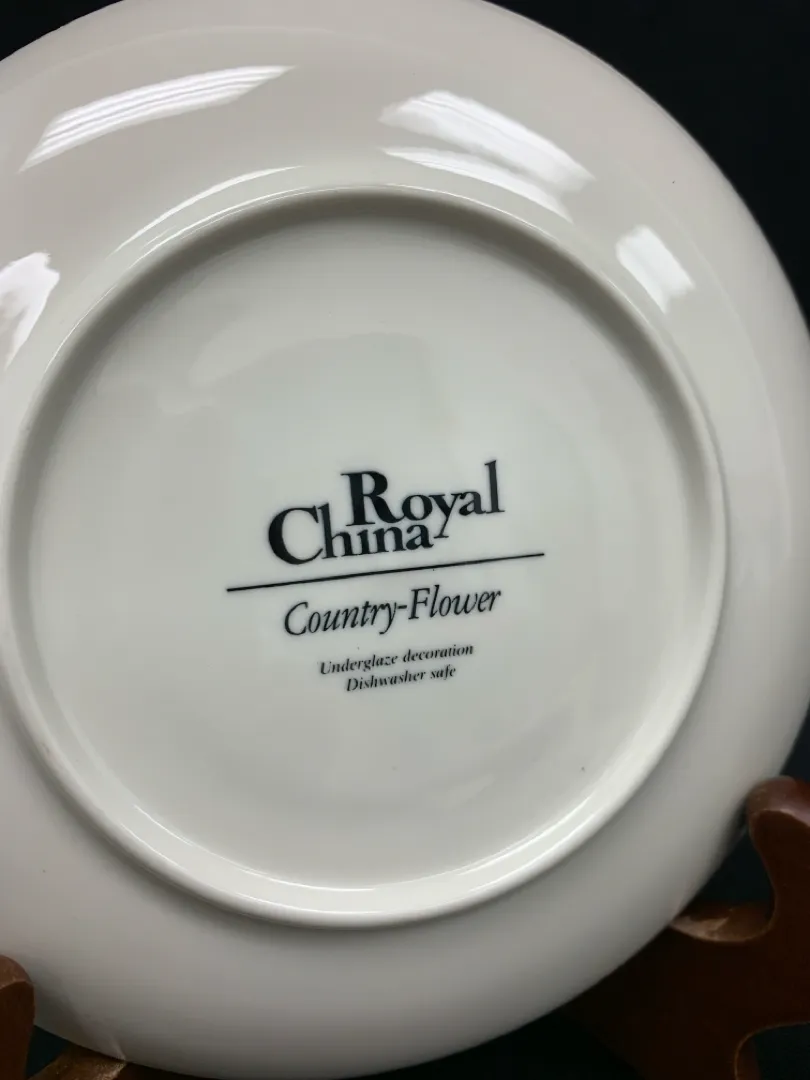 Royal
China
Country-Flower
Underglaze decoration
Dishwasher safe